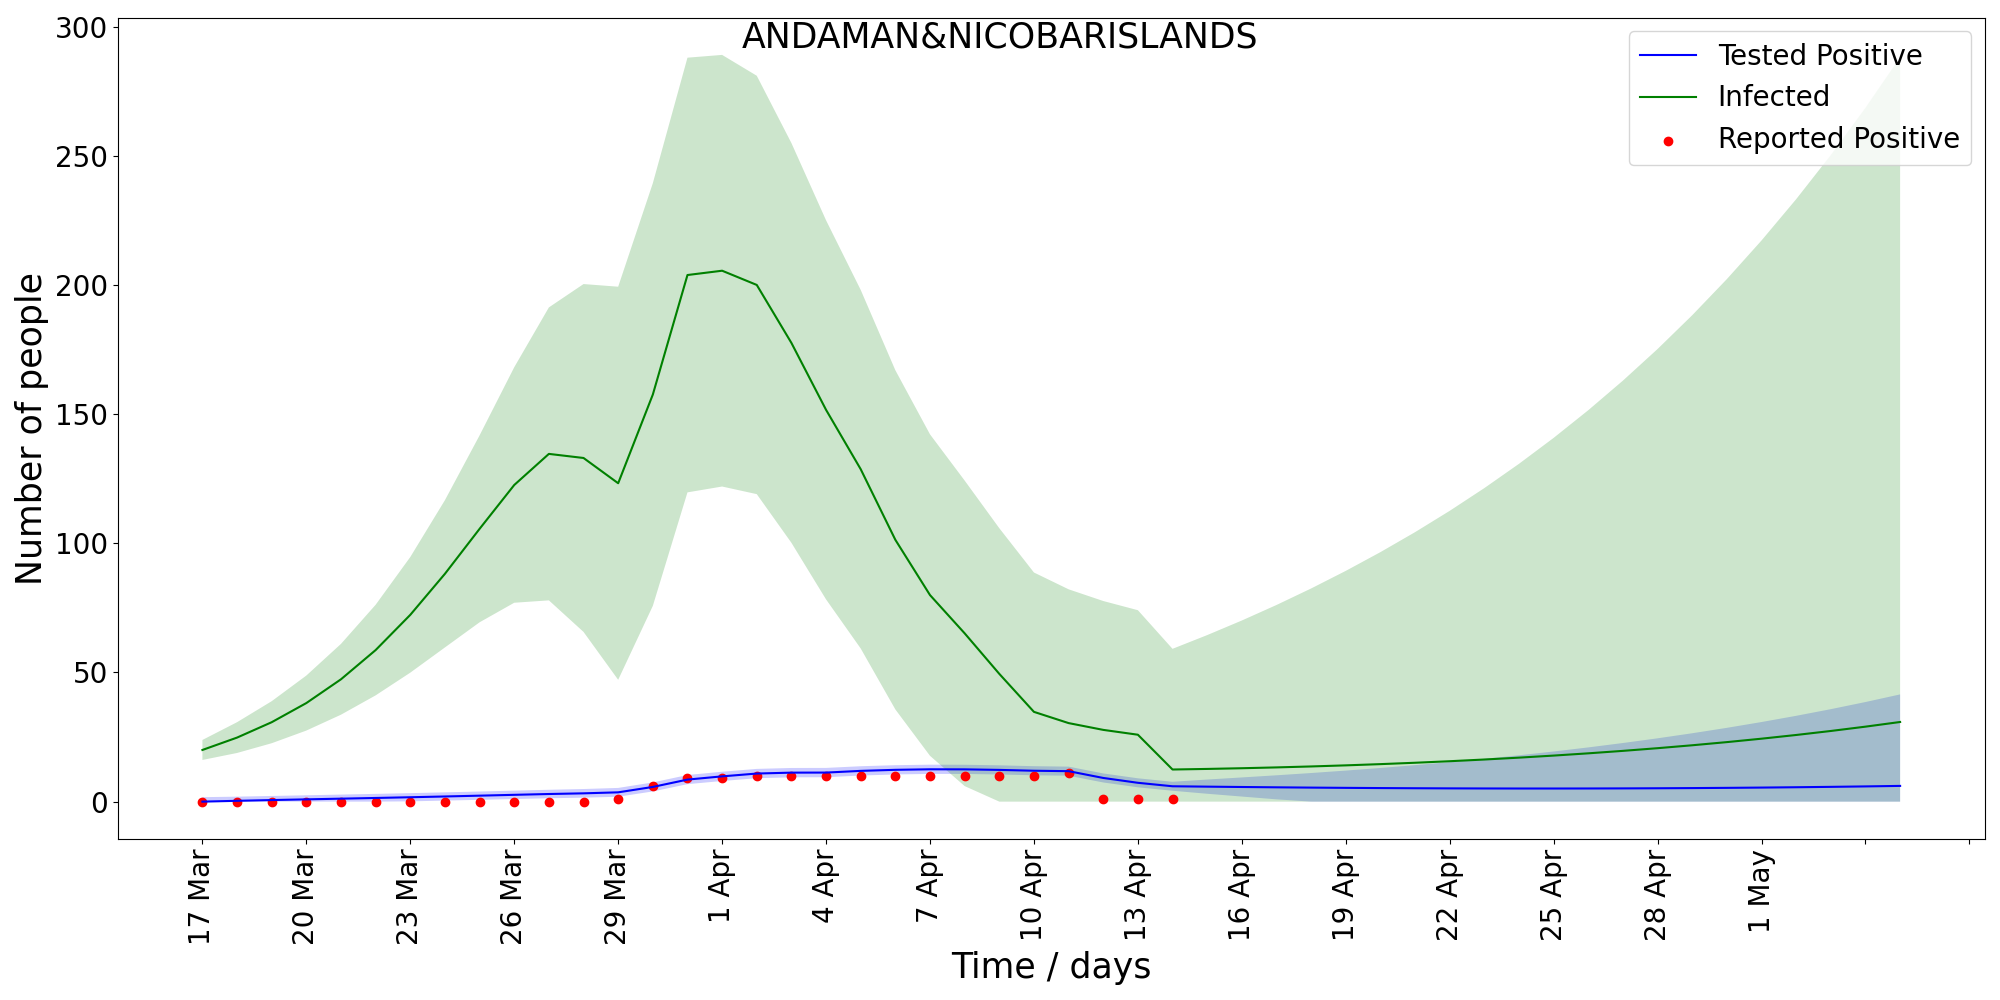 ANDAMAN&NICOBARISLANDS
Tested Positive
Infected
Reported Positive
Number of people
300
250
200
150
100
50
0
17 Mar
20 Mar
23 Mar
26 Mar
29 Mar
1 Apr
4 Apr
7 Apr
10 Apr
13 Apr
16 Apr
19 Apr
22 Apr
25 Apr
28 Apr
1 May
Time / days